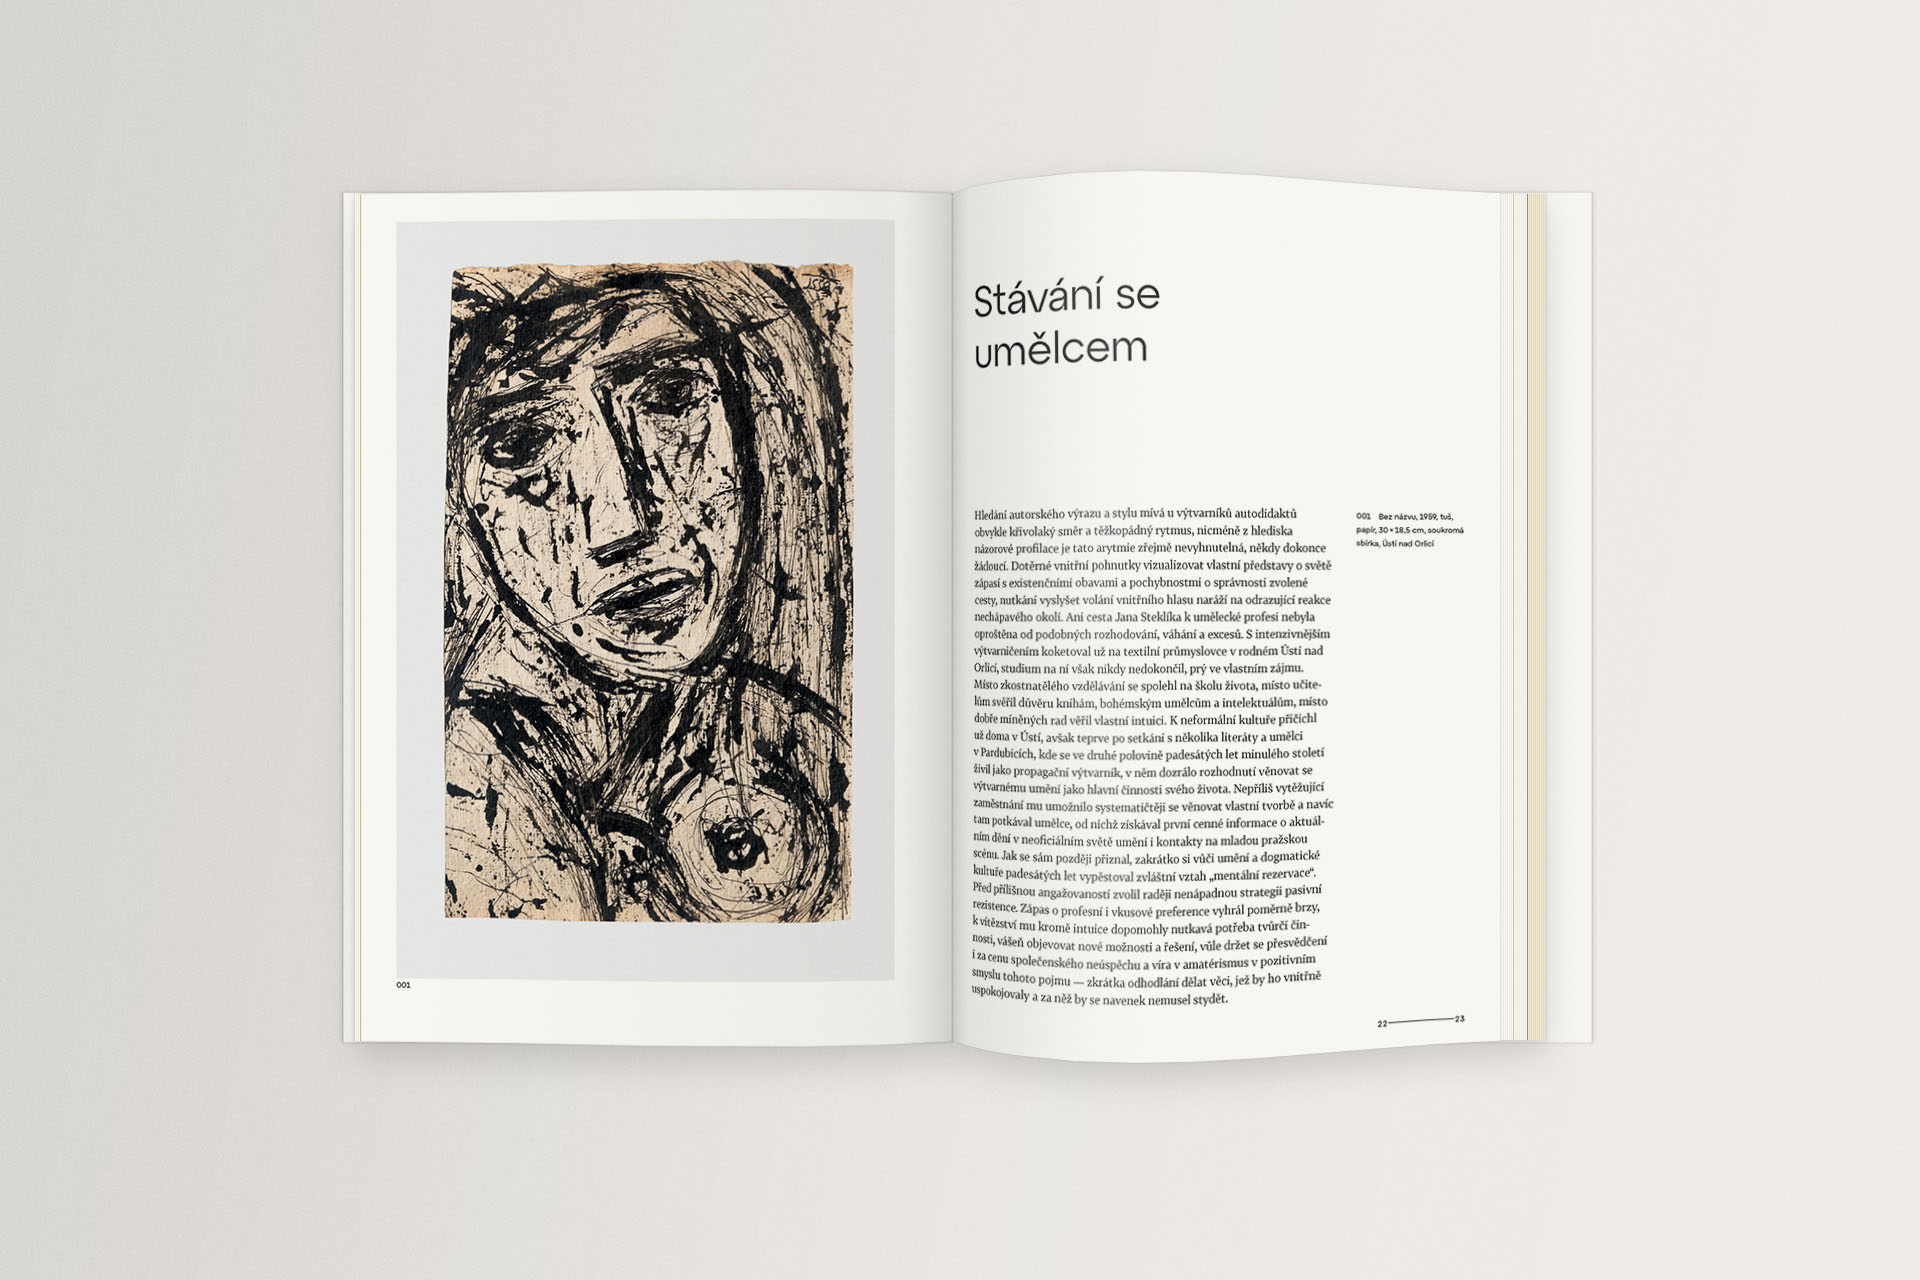 001
Stávání se
umělcem
Hledání autorského výrazu a stylu mívá u výtvarníků autodidaktů
obvykle křivolaký směr a těžkopádný rytmus, nicméně z hlediska
názorové profilace je tato arytmie zřejmě nevyhnutelná, někdy dokonce
žádoucí. Dotěrné vnitřní pohnutky vizualizovat vlastní představy o světě
zápasí s existenčními obavami a pochybnostmi o správnosti zvolené
cesty, nutkání vyslyšet volání vnitřního hlasu naráží na odrazující reakce
nechápavého okolí. Ani cesta Jana Steklíka k umělecké profesi nebyla
oproštěna od podobných rozhodování, váhání a excesů. S intenzivnějším
výtvarničením koketoval už na textilní průmyslovce v rodném Ústí nad
Orlicí, studium na ní však nikdy nedokončil, prý ve vlastním zájmu.
Místo zkostnatělého vzdělávání se spolehl na školu života, místo učite-
lům svěřil důvěru knihám, bohémským umělcům a intelektuálům, místo
dobře míněných rad věřil vlastní intuici. K neformální kultuře přičichl
už doma v Ústí, avšak teprve po setkání s několika literáty a umělci
v Pardubicích, kde se ve druhé polovině padesátých let minulého století
živil jako propagační výtvarník, v něm dozrálo rozhodnutí věnovat se
výtvarnému umění jako hlavní činnosti svého života. Nepříliš vytěžující
zaměstnání mu umožnilo systematičtěji se věnovat vlastní tvorbě a navíc
tam potkával umělce, od nichž získával první cenné informace o aktuál-
ním dění v neoficiálním světě umění i kontakty na mladou pražskou
scénu. Jak se sám později přiznal, zakrátko si vůči umění a dogmatické
kultuře padesátých let vypěstoval zvláštní vztah „mentální rezervace“.
Před přílišnou angažovaností zvolil raději nenápadnou strategii pasivní
rezistence. Zápas o profesní i vkusové preference vyhrál poměrně brzy,
k vítězství mu kromě intuice dopomohly nutkavá potřeba tvůrčí čin-
nosti, vášeň objevovat nové možnosti a řešení, vůle držet se přesvědčení
i za cenu společenského neúspěchu a víra v amatérismus v pozitivním
smyslu tohoto pojmu — zkrátka odhodlání dělat věci, jež by ho vnitřně
uspokojovaly a za něž by se navenek nemusel stydět.
001 Bez názvu, 1959, tuš,
papír, 30 × 18,5 cm, soukromá
sbírka, Ústí nad Orlicí
22—23